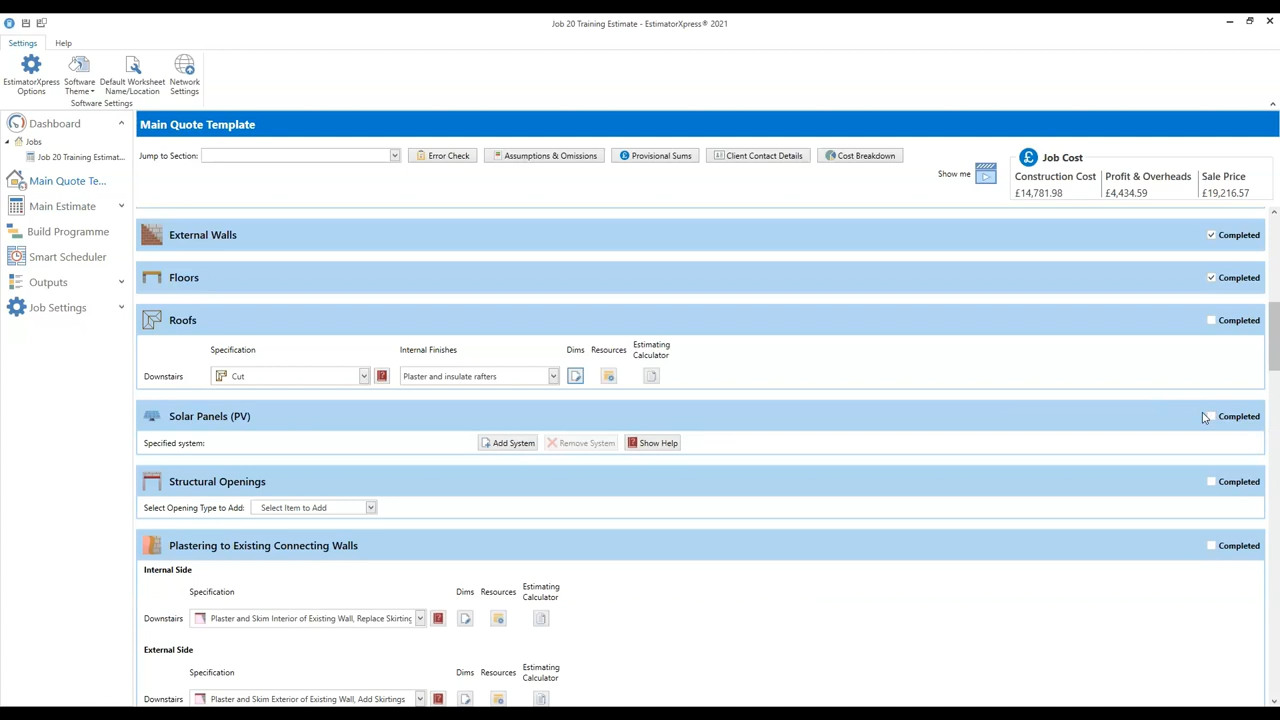 Job 20 Training Estimate - EstimatorXpress® 2021
Settings Help
EstimatorXpress Options
Software Theme
Default Worksheet Name/Location
Network Settings
Software Settings
Dashboard
Jobs
Job 20 Training Estimat...
Main Quote Te...
Main Estimate
Build Programme
Smart Scheduler
Outputs
Job Settings
Main Quote Template
Jump to Section: Error Check Assumptions & Omissions Provisional Sums Client Contact Details Cost Breakdown
Show me
Job Cost
Construction Cost Profit & Overheads Sale Price
£14,781.98 £4,434.59 £19,216.57
External Walls Completed
Floors Completed
Roofs Completed
Specification Internal Finishes Dims Resources Estimating Calculator
Downstairs Cut Plaster and insulate rafters
Solar Panels (PV) Completed
Specified system: Add System Remove System Show Help
Structural Openings Completed
Select Opening Type to Add: Select Item to Add
Plastering to Existing Connecting Walls Completed
Internal Side
Specification Dims Resources Estimating Calculator
Downstairs Plaster and Skim Interior of Existing Wall, Replace Skirting
External Side
Specification Dims Resources Estimating Calculator
Downstairs Plaster and Skim Exterior of Existing Wall, Add Skirtings